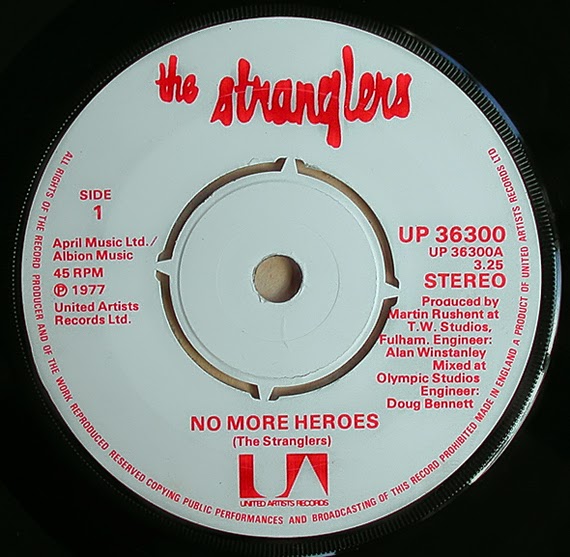 the stranglers
SIDE
1
April Music Ltd./
Albion Music
45 RPM
Ⓟ 1977
United Artists
Records Ltd.
UP 36300
UP 36300A
3.25
STEREO
Produced by
Martin Rushent at
T.W. Studios,
Fulham. Engineer:
Alan Winstanley
Mixed at
Olympic Studios
Engineer:
Doug Bennett
NO MORE HEROES
(The Stranglers)
UA
UNITED ARTISTS RECORDS
ALL RIGHTS OF THE RECORD PRODUCER AND OF THE WORK REPRODUCED RESERVED COPYING PUBLIC PERFORMANCES AND BROADCASTING OF THIS RECORD PROHIBITED MADE IN ENGLAND A PRODUCT OF UNITED ARTISTS RECORDS LTD